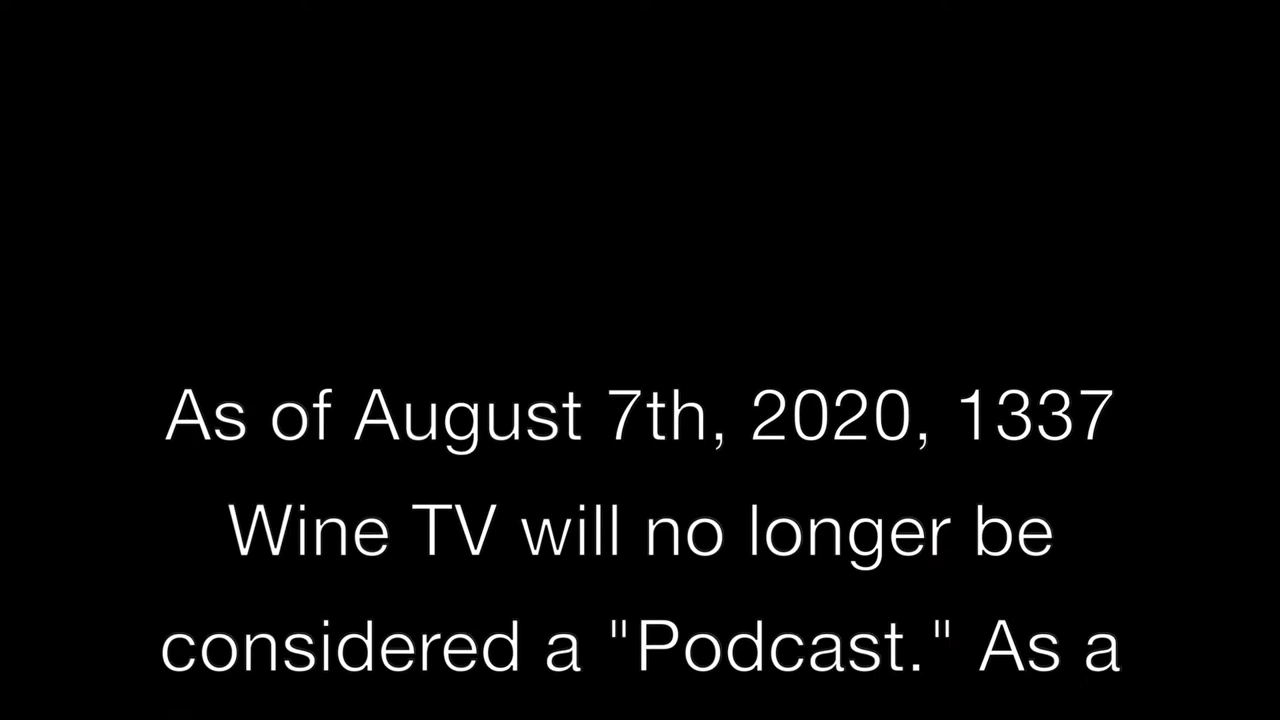 As of August 7th, 2020, 1337
Wine TV will no longer be
considered a "Podcast." As a